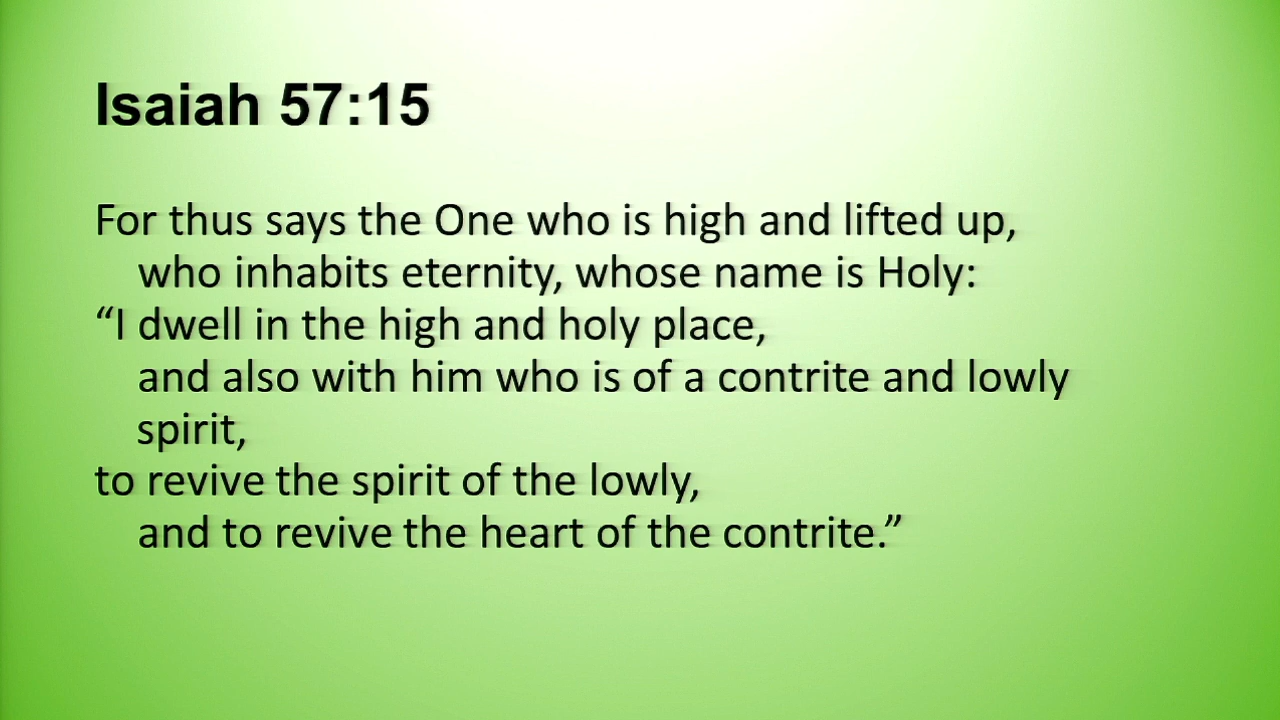 Isaiah 57:15
For thus says the One who is high and lifted up,
who inhabits eternity, whose name is Holy:
“I dwell in the high and holy place,
and also with him who is of a contrite and lowly
spirit,
to revive the spirit of the lowly,
and to revive the heart of the contrite.”